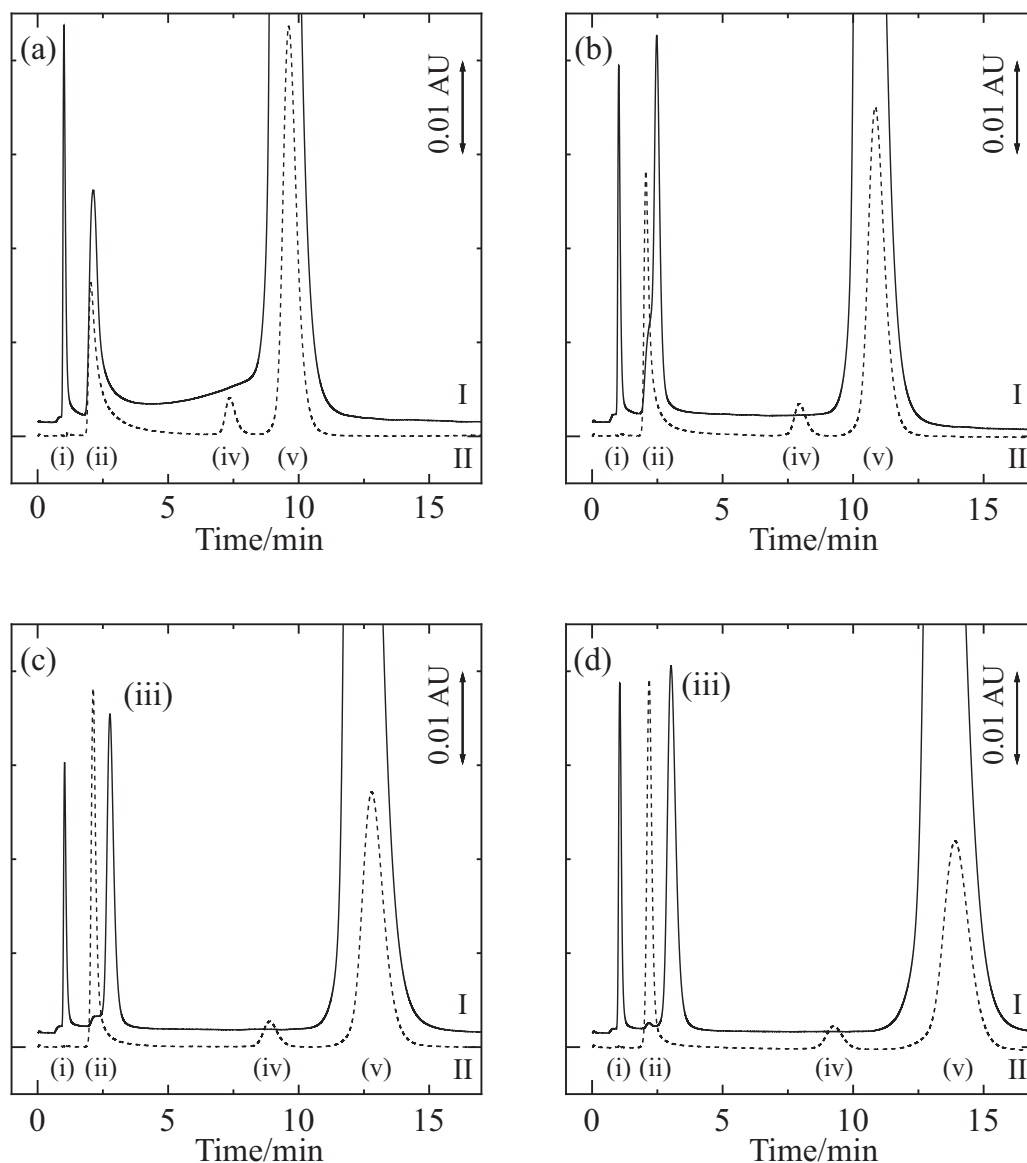 (a)
0.01 AU
I
(i) (ii) (iv) (v) II
0 5 10 15
Time/min
(b)
0.01 AU
I
(i) (ii) (iv) (v) II
0 5 10 15
Time/min
(c)
(iii)
0.01 AU
I
(i) (ii) (iv) (v) II
0 5 10 15
Time/min
(d)
(iii)
0.01 AU
I
(i) (ii) (iv) (v) II
0 5 10 15
Time/min